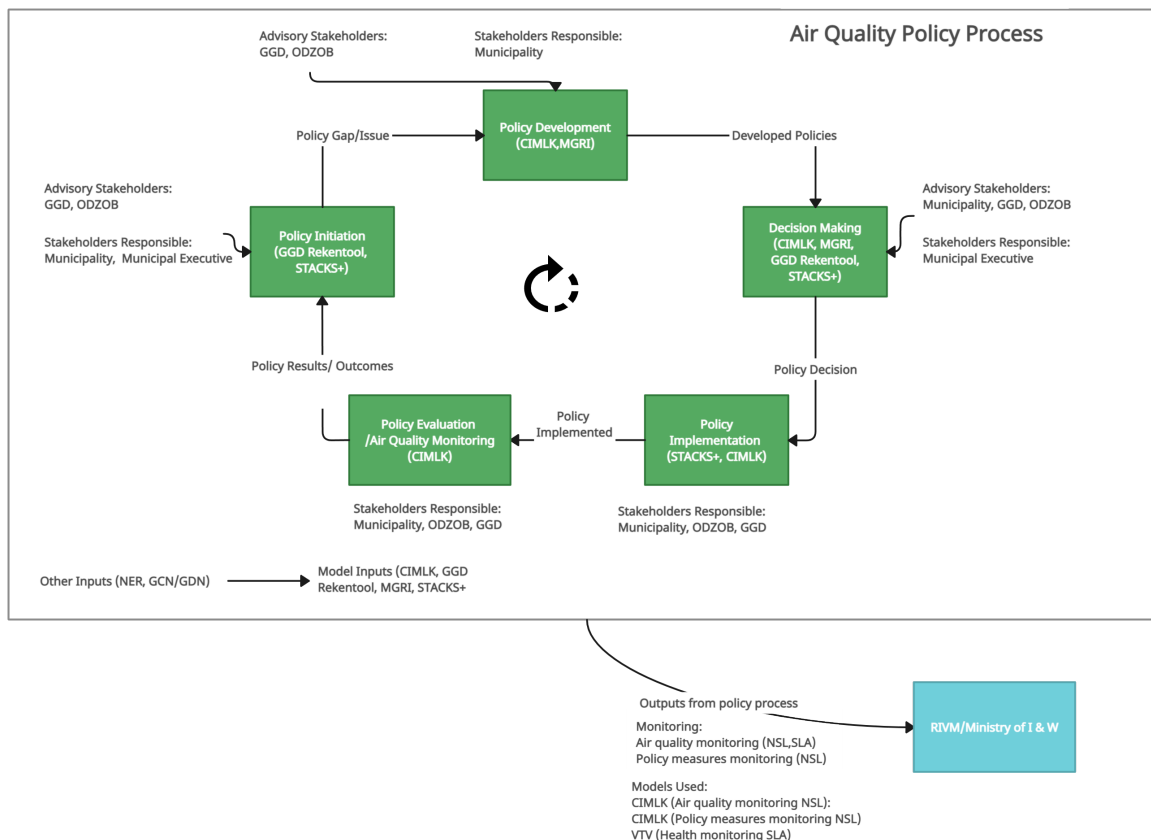 Air Quality Policy Process
Advisory Stakeholders:
GGD, ODZOB
Stakeholders Responsible:
Municipality
Policy Development
(CIMLK,MGRI)
Policy Gap/Issue
Developed Policies
Advisory Stakeholders:
GGD, ODZOB
Stakeholders Responsible:
Municipality,  Municipal Executive
Policy Initiation
(GGD Rekentool,
STACKS+)
Decision Making
(CIMLK, MGRI,
GGD Rekentool,
STACKS+)
Advisory Stakeholders:
Municipality, GGD, ODZOB
Stakeholders Responsible:
Municipal Executive
Policy Results/ Outcomes
Policy Decision
Policy Evaluation
/Air Quality Monitoring
(CIMLK)
Policy
Implemented
Policy
Implementation
(STACKS+, CIMLK)
Stakeholders Responsible:
Municipality, ODZOB, GGD
Stakeholders Responsible:
Municipality, ODZOB, GGD
Other Inputs (NER, GCN/GDN)
Model Inputs (CIMLK, GGD
Rekentool, MGRI, STACKS+
Outputs from policy process
RIVM/Ministry of I & W
Monitoring:
Air quality monitoring (NSL,SLA)
Policy measures monitoring (NSL)
Models Used:
CIMLK (Air quality monitoring NSL):
CIMLK (Policy measures monitoring NSL)
VTV (Health monitoring SLA)